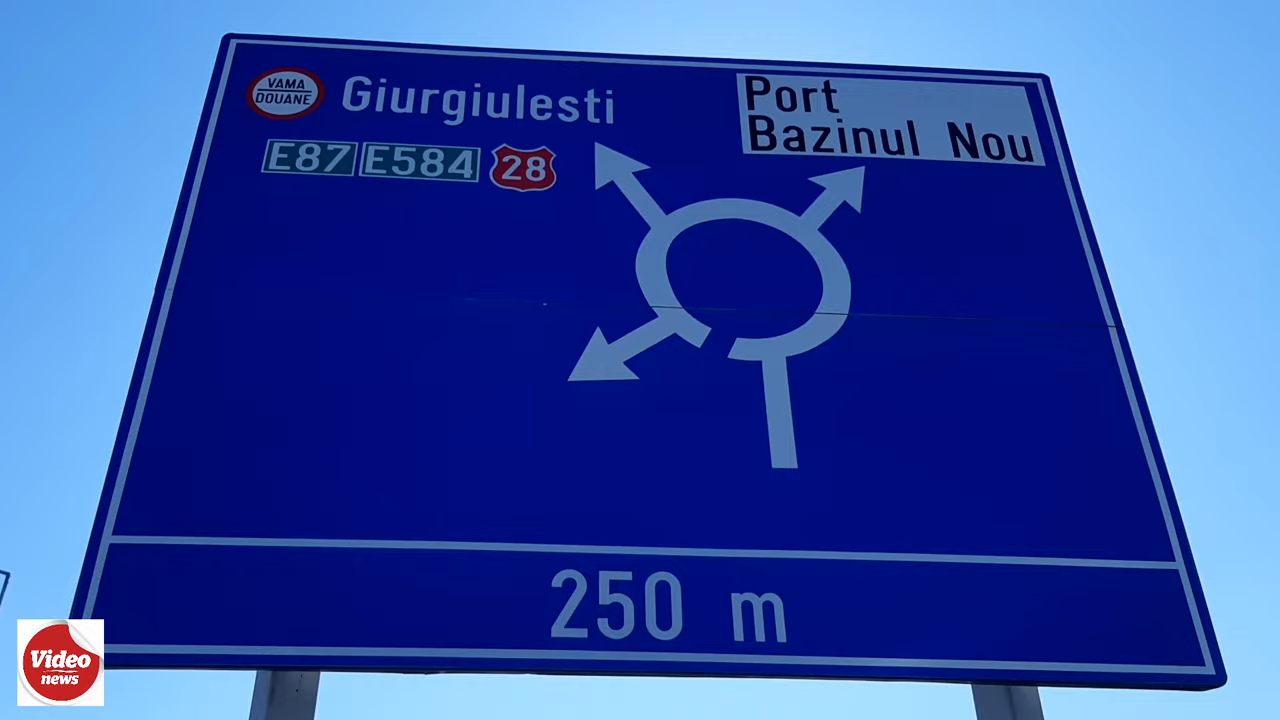 VAMA
DOUANE
Giurgiulesti
E87 E584 28
Port
Bazinul Nou
250 m
Video
news